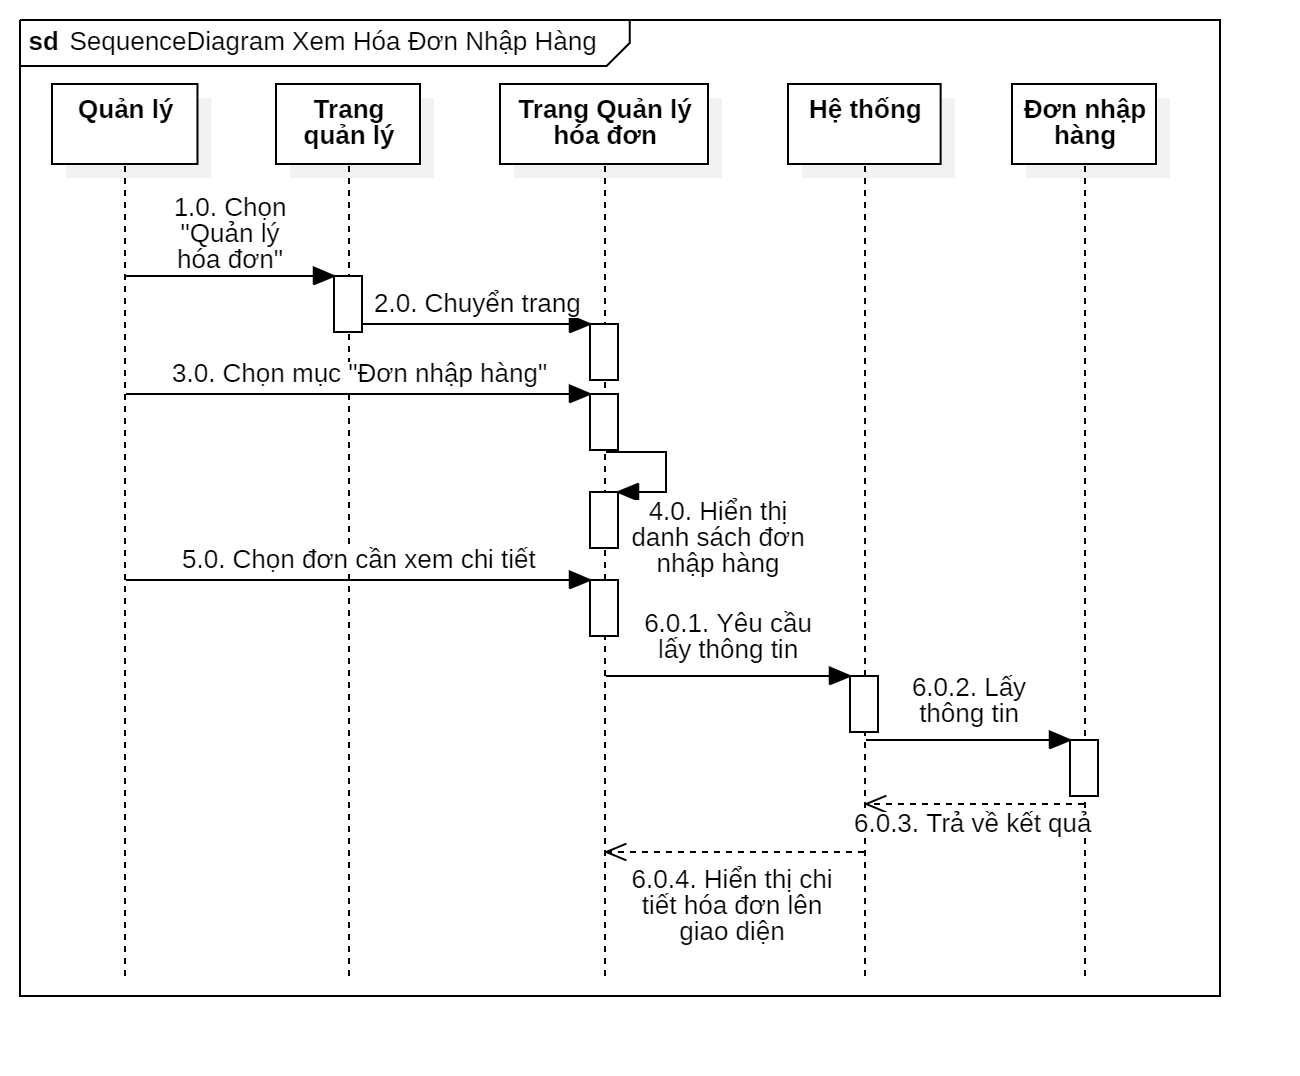 sd SequenceDiagram Xem Hóa Đơn Nhập Hàng
Quản lý
Trang
quản lý
Trang Quản lý
hóa đơn
Hệ thống
Đơn nhập
hàng
1.0. Chọn
"Quản lý
hóa đơn"
2.0. Chuyển trang
3.0. Chọn mục "Đơn nhập hàng"
4.0. Hiển thị
danh sách đơn
nhập hàng
5.0. Chọn đơn cần xem chi tiết
6.0.1. Yêu cầu
lấy thông tin
6.0.2. Lấy
thông tin
6.0.3. Trả về kết quả
6.0.4. Hiển thị chi
tiết hóa đơn lên
giao diện